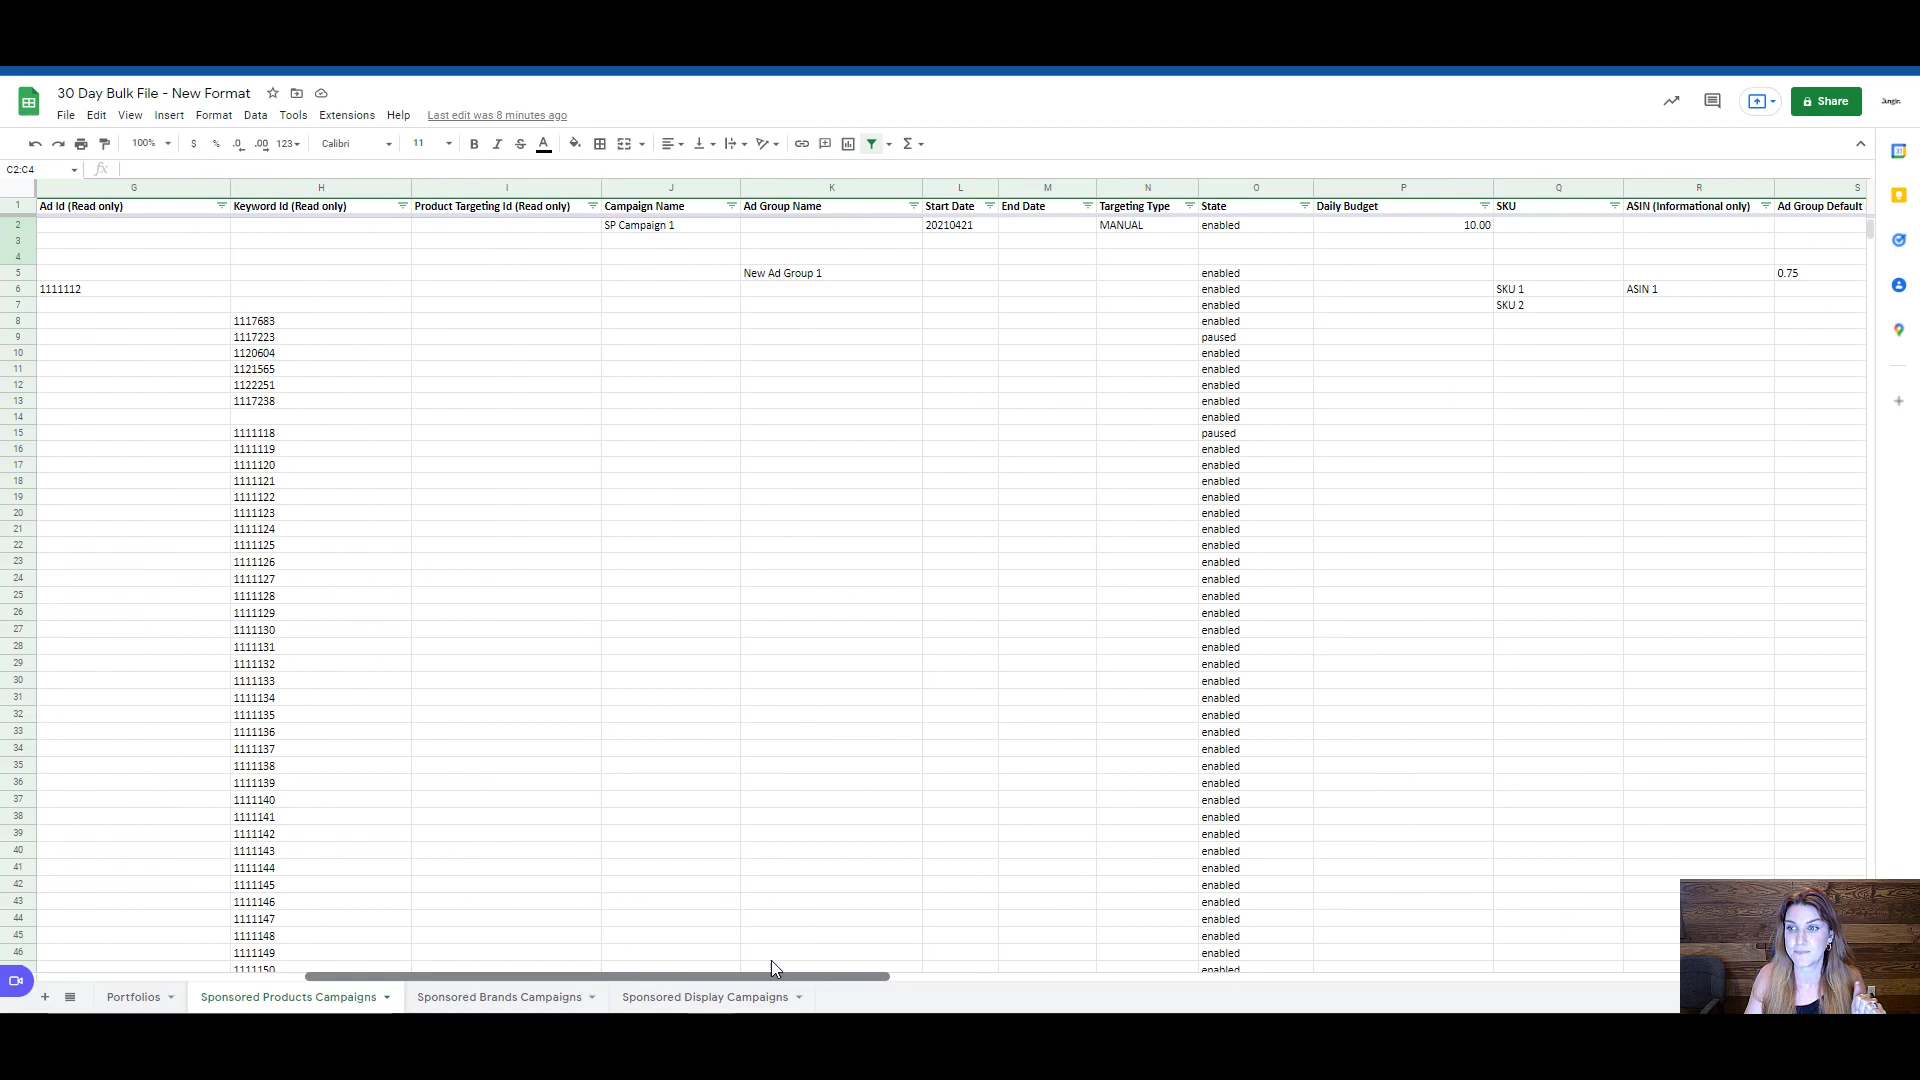 30 Day Bulk File - New Format
File Edit View Insert Format Data Tools Extensions Help Last edit was 8 minutes ago
Share
100% $ % .0 .00 123 Calibri 11 B I S A
C2:C4 fx
G H I J K L M N O P Q R S
1 Ad Id (Read only) Keyword Id (Read only) Product Targeting Id (Read only) Campaign Name Ad Group Name Start Date End Date Targeting Type State Daily Budget SKU ASIN (Informational only) Ad Group Default
2 SP Campaign 1 20210421 MANUAL enabled 10.00
3
4
5 New Ad Group 1 enabled 0.75
6 1111112 enabled SKU 1 ASIN 1
7 enabled SKU 2
8 1117683 enabled
9 1117223 paused
10 1120604 enabled
11 1121565 enabled
12 1122251 enabled
13 1117238 enabled
14 enabled
15 1111118 paused
16 1111119 enabled
17 1111120 enabled
18 1111121 enabled
19 1111122 enabled
20 1111123 enabled
21 1111124 enabled
22 1111125 enabled
23 1111126 enabled
24 1111127 enabled
25 1111128 enabled
26 1111129 enabled
27 1111130 enabled
28 1111131 enabled
29 1111132 enabled
30 1111133 enabled
31 1111134 enabled
32 1111135 enabled
33 1111136 enabled
34 1111137 enabled
35 1111138 enabled
36 1111139 enabled
37 1111140 enabled
38 1111141 enabled
39 1111142 enabled
40 1111143 enabled
41 1111144 enabled
42 1111145 enabled
43 1111146 enabled
44 1111147 enabled
45 1111148 enabled
46 1111149 enabled
1111150 enabled
Portfolios Sponsored Products Campaigns Sponsored Brands Campaigns Sponsored Display Campaigns